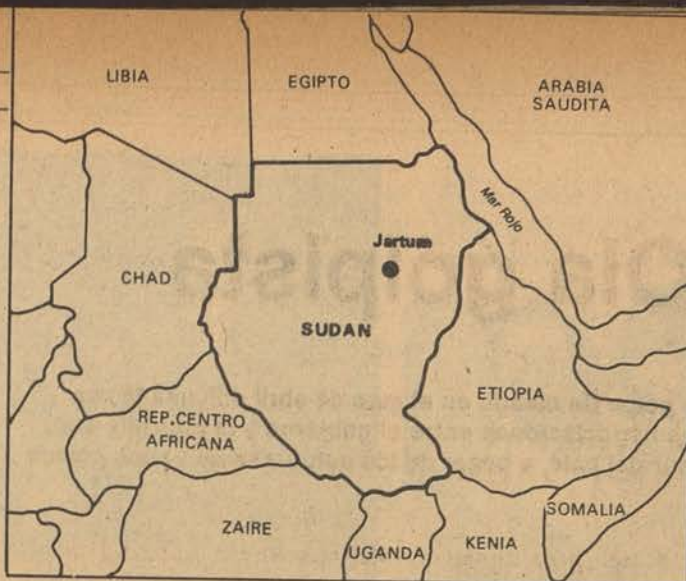 LIBIA
EGIPTO
ARABIA
SAUDITA
Mar Rojo
Jartum
CHAD
SUDAN
ETIOPIA
REP.CENTRO
AFRICANA
SOMALIA
ZAIRE
UGANDA
KENIA